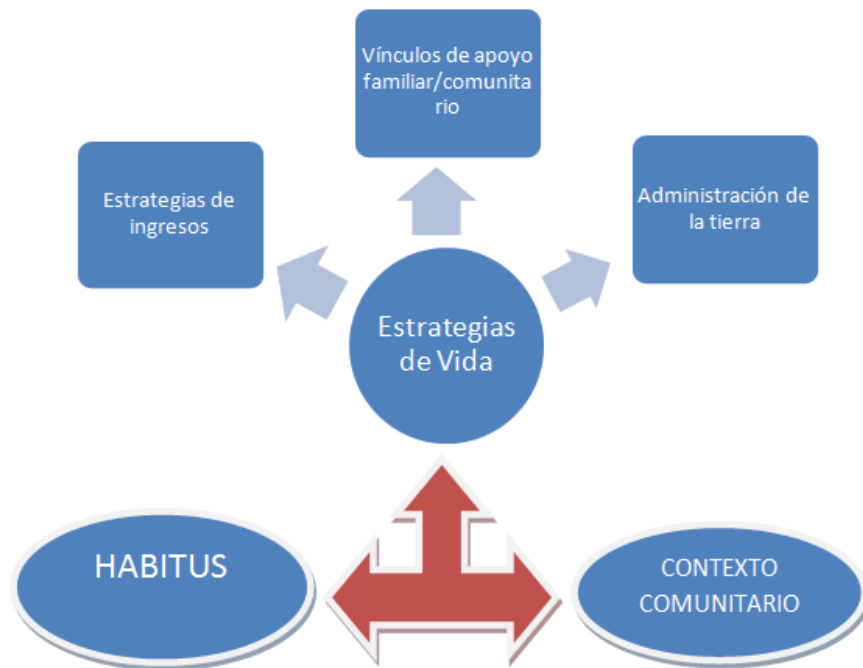 Vínculos de apoyo
familiar/comunita
rio
Estrategias de
ingresos
Administración de
la tierra
Estrategias
de Vida
HABITUS
CONTEXTO
COMUNITARIO